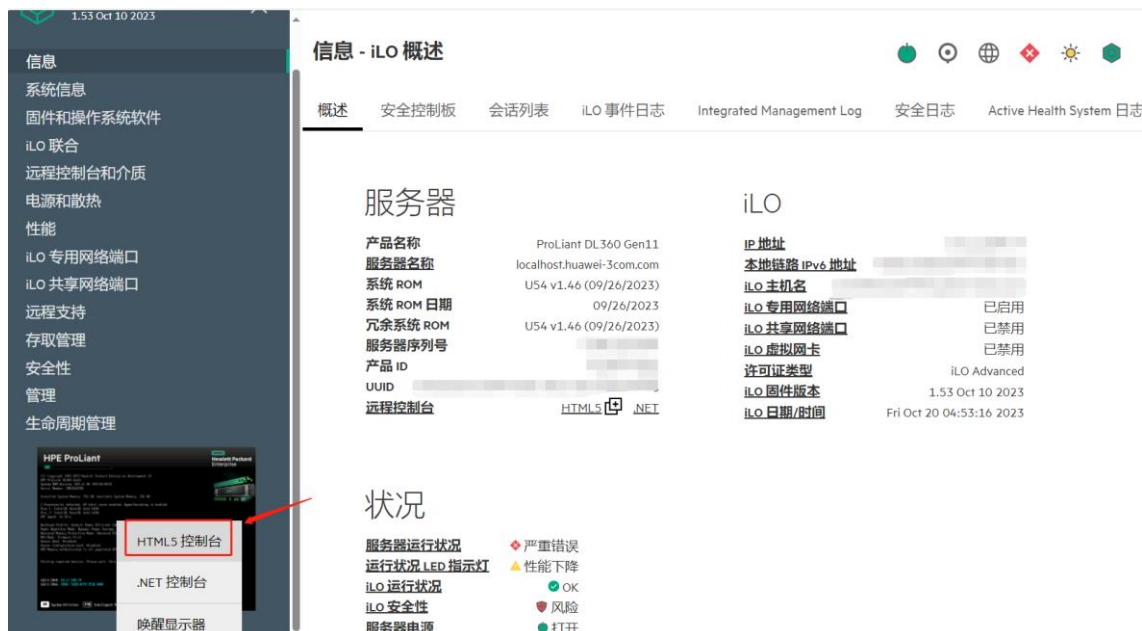 1.53 Oct 10 2023
信息
系统信息
固件和操作系统软件
iLO 联合
远程控制台和介质
电源和散热
性能
iLO 专用网络端口
iLO 共享网络端口
远程支持
存取管理
安全性
管理
生命周期管理
HPE ProLiant
Hewlett Packard
Enterprise
HTML5 控制台
.NET 控制台
唤醒显示器
信息 - iLO 概述
概述 安全控制板 会话列表 iLO 事件日志 Integrated Management Log 安全日志 Active Health System 日志
服务器
产品名称 ProLiant DL360 Gen11
服务器名称 localhost.huawei-3com.com
系统 ROM U54 v1.46 (09/26/2023)
系统 ROM 日期 09/26/2023
冗余系统 ROM U54 v1.46 (09/26/2023)
服务器序列号
产品 ID
UUID
远程控制台 HTML5 .NET
iLO
IP 地址
本地链路 IPv6 地址
iLO 主机名
iLO 专用网络端口 已启用
iLO 共享网络端口 已禁用
iLO 虚拟网卡 已禁用
许可证类型 iLO Advanced
iLO 固件版本 1.53 Oct 10 2023
iLO 日期/时间 Fri Oct 20 04:53:16 2023
状况
服务器运行状况 严重错误
运行状况 LED 指示灯 性能下降
iLO 运行状况 OK
iLO 安全性 风险
服务器电源 打开